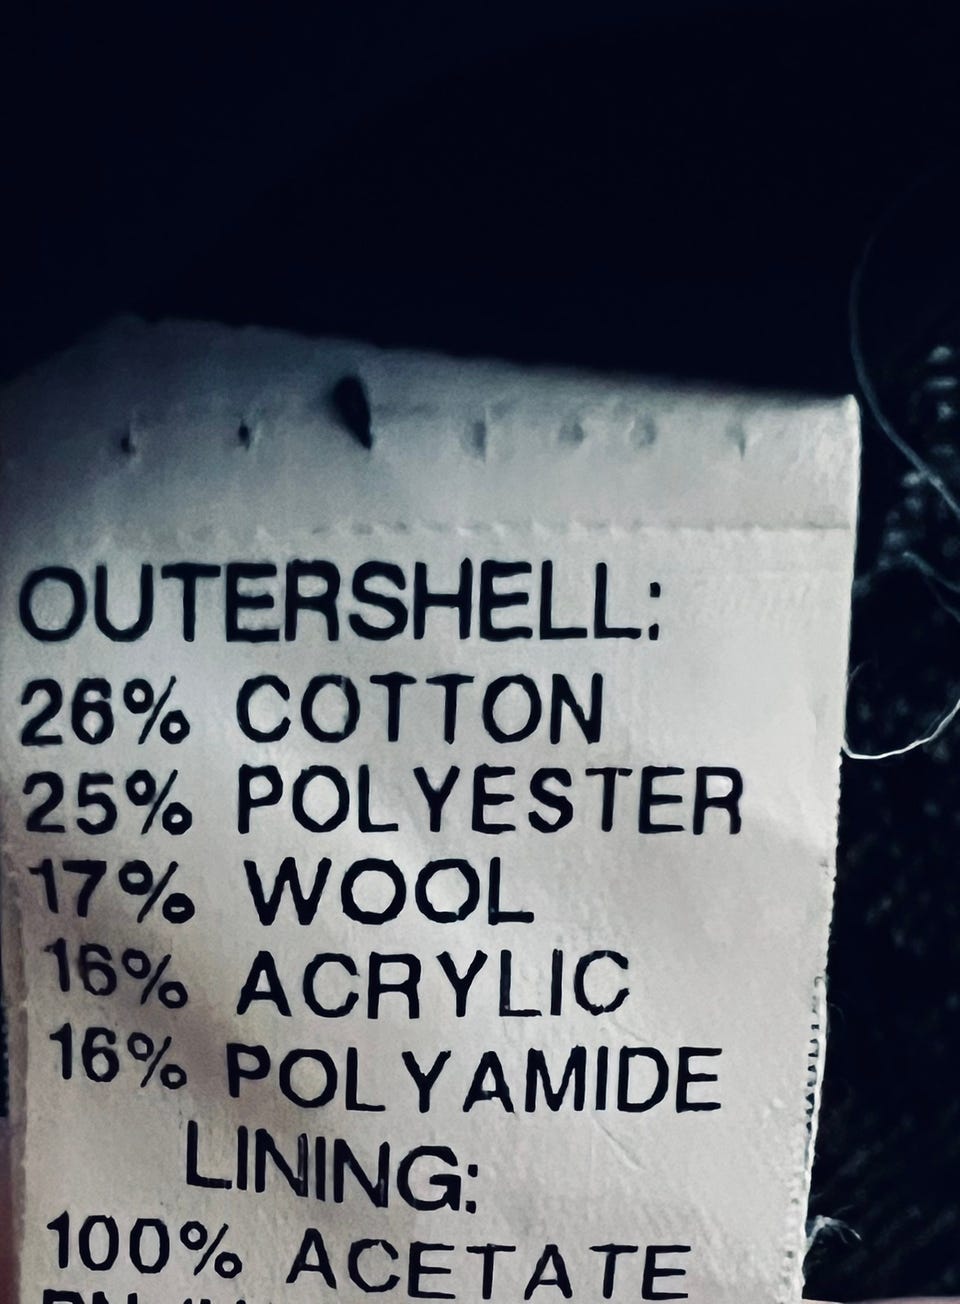 OUTERSHELL:
26% COTTON
25% POLYESTER
17% WOOL
16% ACRYLIC
16% POLYAMIDE
LINING:
100% ACETATE